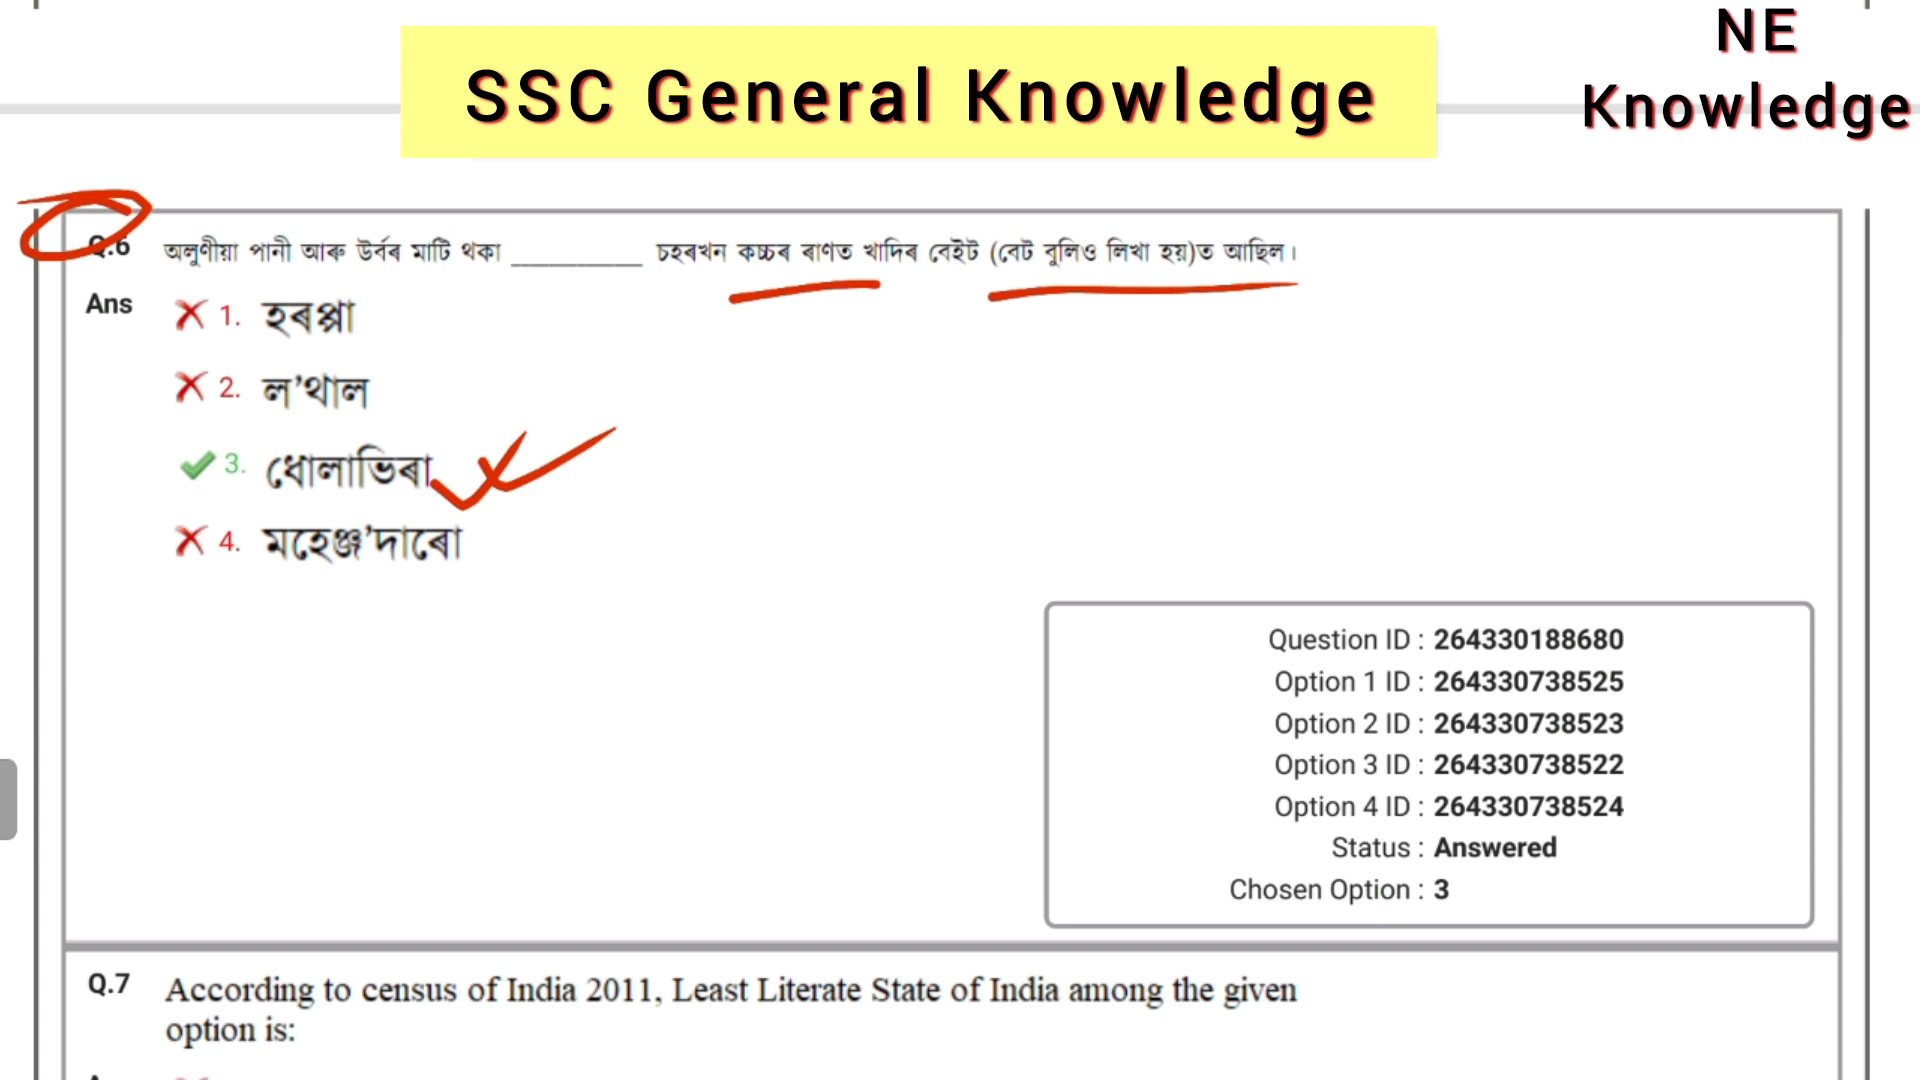 NE
SSC General Knowledge
Knowledge
Q.6 অলুণীয়া পানী আৰু উৰ্বৰ মাটি থকা __________ চহৰখন কচ্চৰ ৰাণত খাদিৰ বেইট (বেট বুলিও লিখা হয়)ত আছিল।
Ans 1. হৰপ্পা
2. ল’থাল
3. ধোলাভিৰা
4. মহেঞ্জ’দাৰো
Question ID : 264330188680
Option 1 ID : 264330738525
Option 2 ID : 264330738523
Option 3 ID : 264330738522
Option 4 ID : 264330738524
Status : Answered
Chosen Option : 3
Q.7 According to census of India 2011, Least Literate State of India among the given
option is: